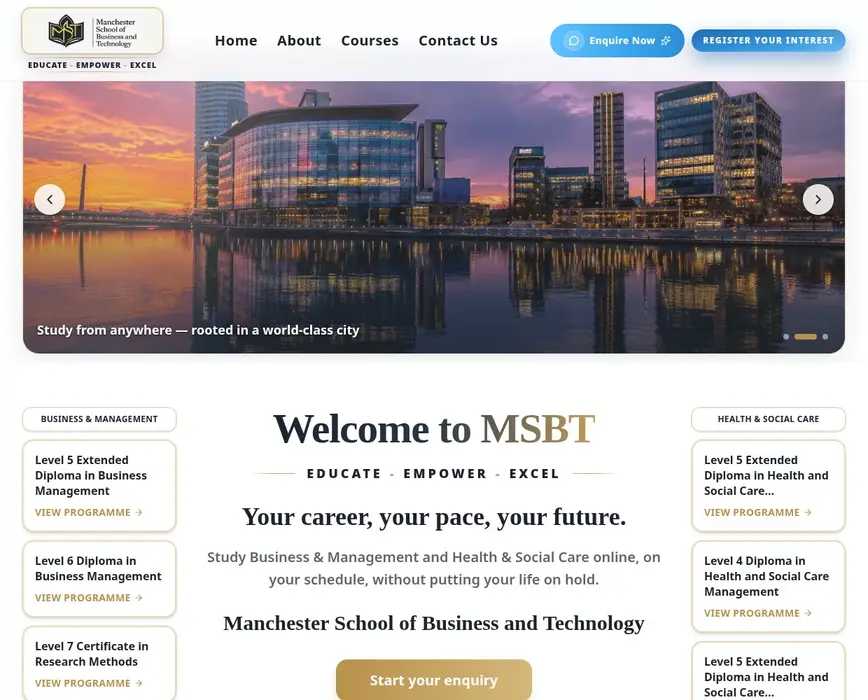 MST
Manchester
School of
Business and
Technology
EDUCATE - EMPOWER - EXCEL
Home
About
Courses
Contact Us
Enquire Now
REGISTER YOUR INTEREST
Study from anywhere — rooted in a world-class city
BUSINESS & MANAGEMENT
Level 5 Extended
Diploma in Business
Management
VIEW PROGRAMME →
Level 6 Diploma in
Business Management
VIEW PROGRAMME →
Level 7 Certificate in
Research Methods
VIEW PROGRAMME →
Welcome to MSBT
EDUCATE - EMPOWER - EXCEL
Your career, your pace, your future.
Study Business & Management and Health & Social Care online, on
your schedule, without putting your life on hold.
Manchester School of Business and Technology
Start your enquiry
HEALTH & SOCIAL CARE
Level 5 Extended
Diploma in Health and
Social Care...
VIEW PROGRAMME →
Level 4 Diploma in
Health and Social Care
Management
VIEW PROGRAMME →
Level 5 Extended
Diploma in Health and
Social Care...